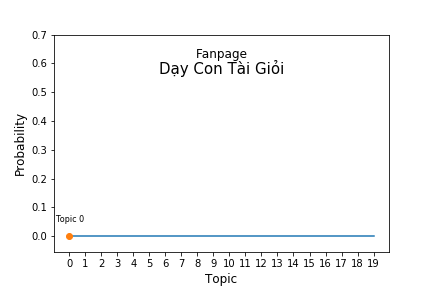 Fanpage
Dạy Con Tài Giỏi
0.7
0.6
0.5
0.4
0.3
0.2
0.1
0.0
Probability
Topic 0
0 1 2 3 4 5 6 7 8 9 10 11 12 13 14 15 16 17 18 19
Topic